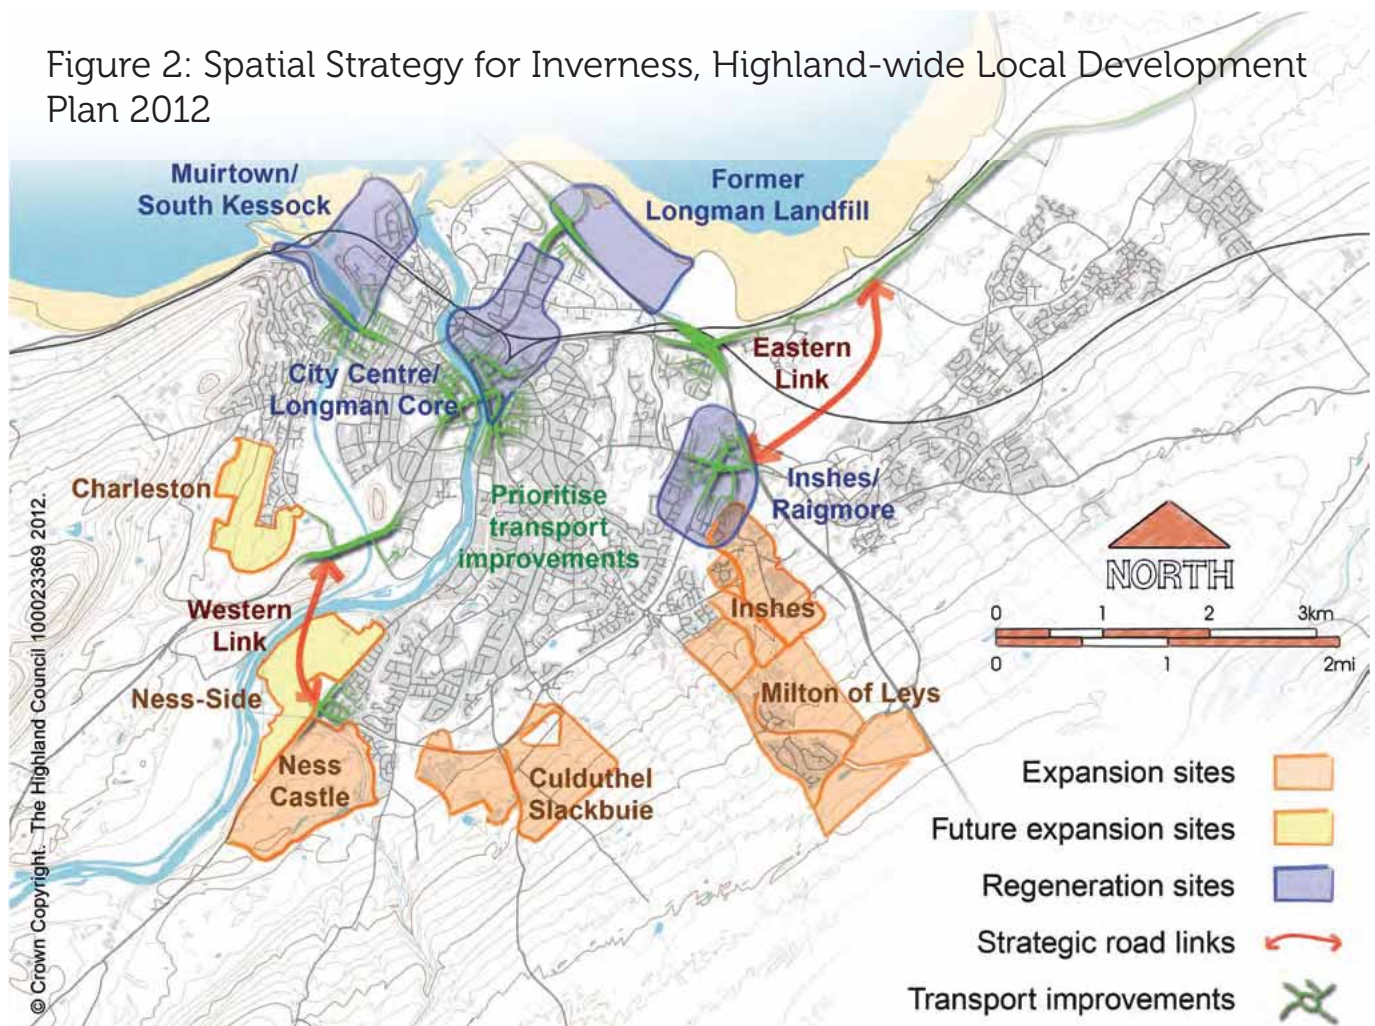 Figure 2: Spatial Strategy for Inverness, Highland-wide Local Development
Plan 2012
Muirtown/
South Kessock
Former
Longman Landfill
Eastern
Link
City Centre/
Longman Core
Charleston
Prioritise
transport
improvements
Inshes/
Raigmore
NORTH
Western
Link
Inshes
0 1 2 3km
0 1 2mi
Ness-Side
Milton of Leys
Ness
Castle
Culduthel
Slackbuie
Expansion sites
Future expansion sites
Regeneration sites
Strategic road links
Transport improvements
© Crown Copyright. The Highland Council 100023369 2012.